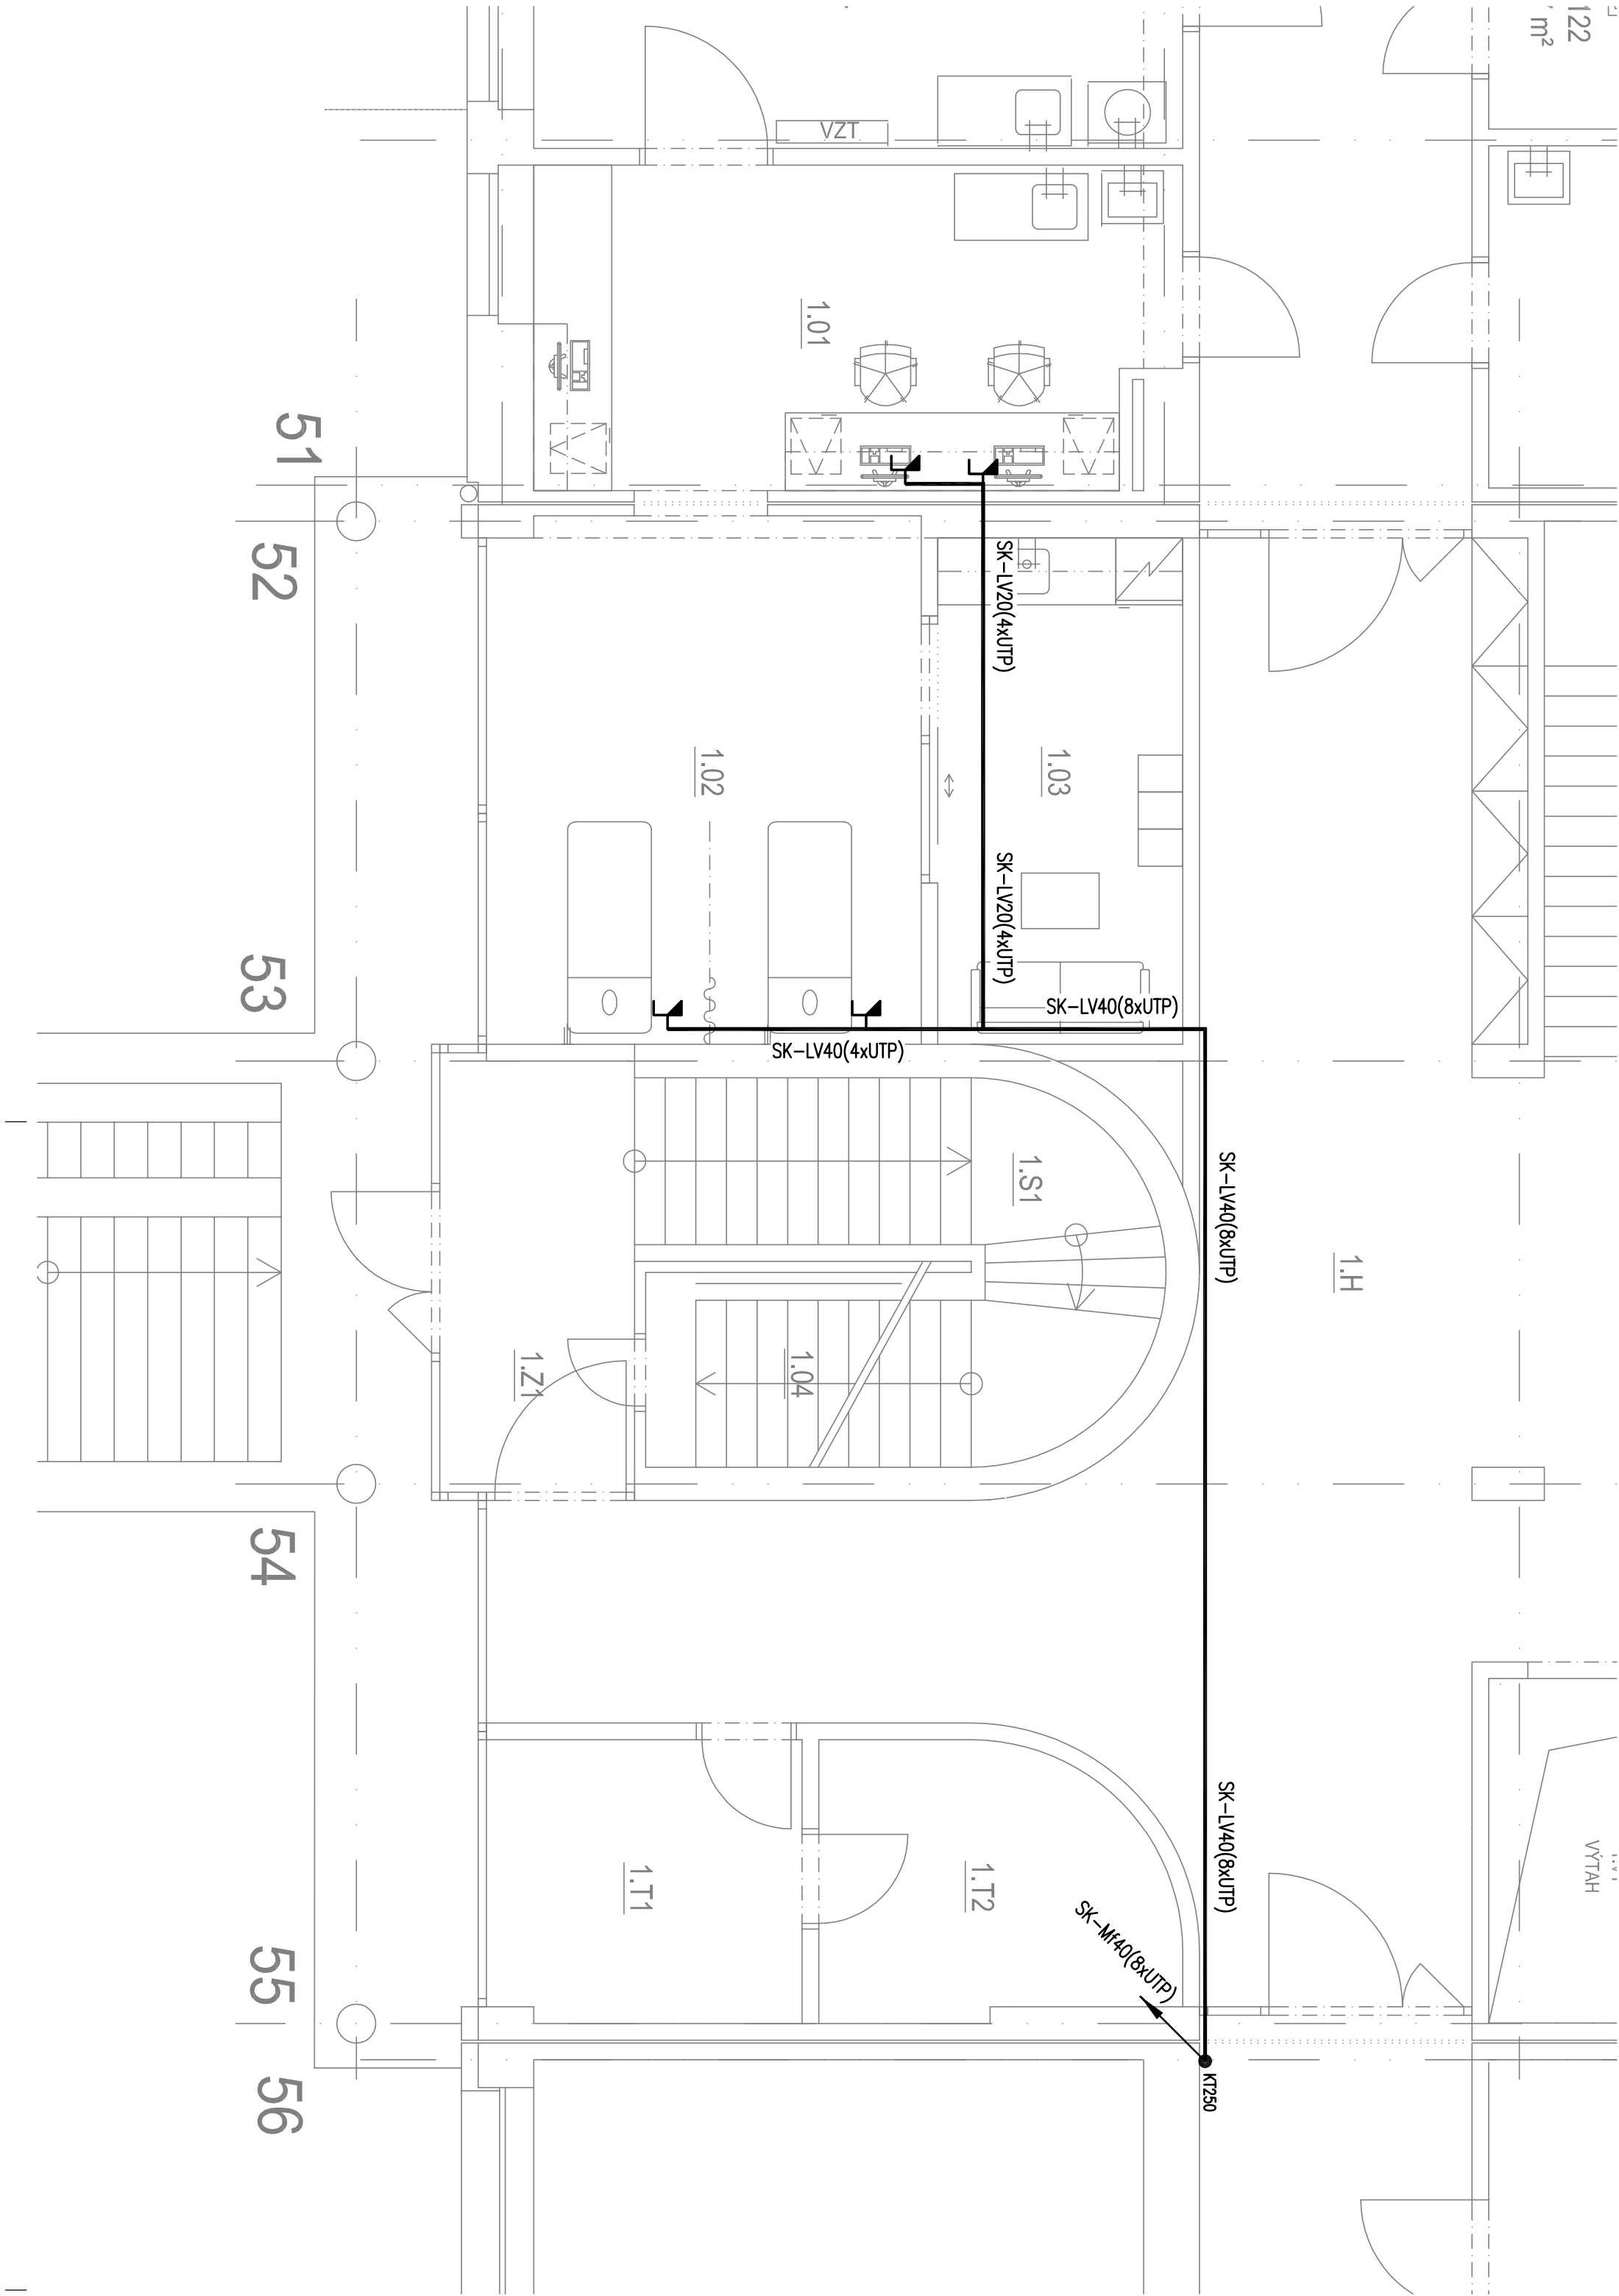 122
m²
VZT
1.01
51
52
SK-LV20(4xUTP)
1.02
1.03
SK-LV20(4xUTP)
53
SK-LV40(8xUTP)
SK-LV40(4xUTP)
1.S1
SK-LV40(8xUTP)
1.H
1.Z1
1.04
54
SK-LV40(8xUTP)
VÝTAH
1.T1
1.T2
SK-Mf40(8xUTP)
55
KT250
56